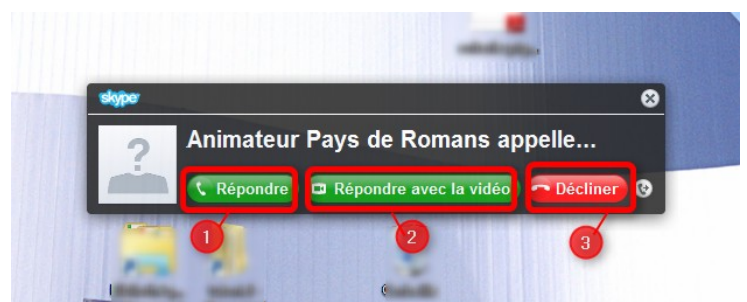 skype
Animateur Pays de Romans appelle...
Répondre Répondre avec la vidéo Décliner
1 2 3